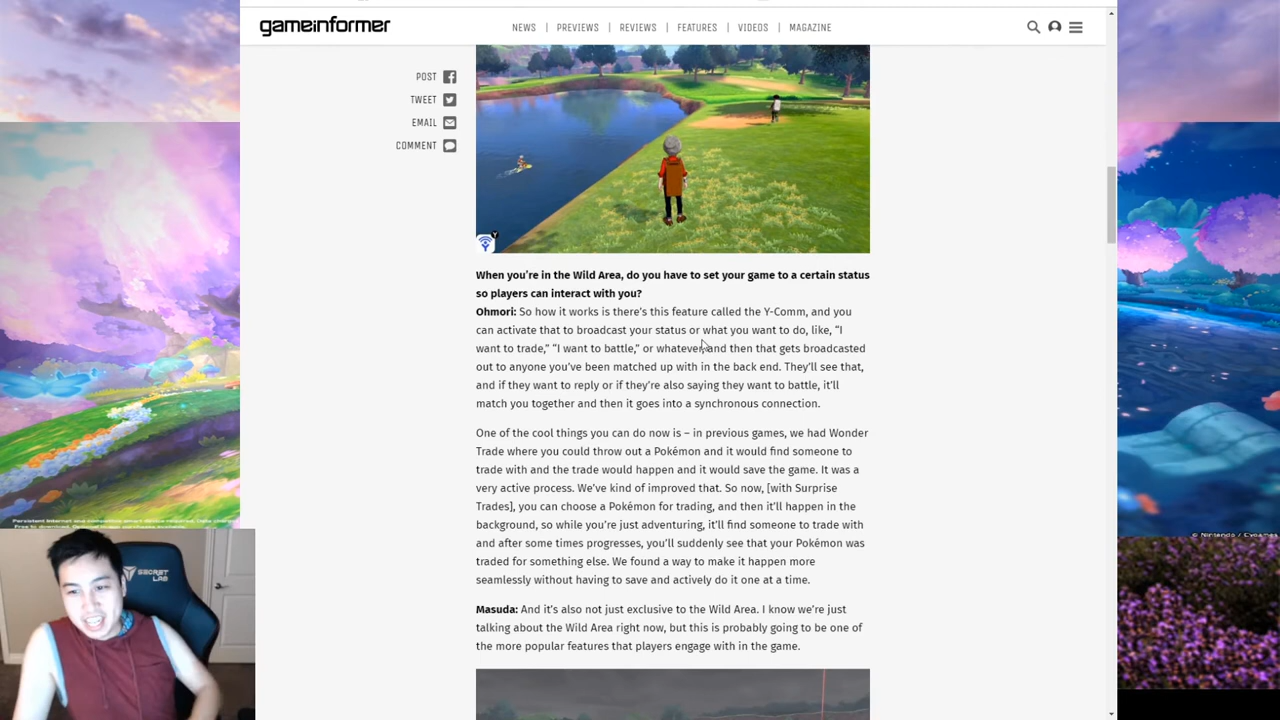 gameinformer
NEWS | PREVIEWS | REVIEWS | FEATURES | VIDEOS | MAGAZINE
POST
TWEET
EMAIL
COMMENT
Y
When you're in the Wild Area, do you have to set your game to a certain status
so players can interact with you?
Ohmori: So how it works is there's this feature called the Y-Comm, and you
can activate that to broadcast your status or what you want to do, like, “I
want to trade,” “I want to battle,” or whatever and then that gets broadcasted
out to anyone you've been matched up with in the back end. They'll see that,
and if they want to reply or if they're also saying they want to battle, it'll
match you together and then it goes into a synchronous connection.
One of the cool things you can do now is – in previous games, we had Wonder
Trade where you could throw out a Pokémon and it would find someone to
trade with and the trade would happen and it would save the game. It was a
very active process. We've kind of improved that. So now, [with Surprise
Trades], you can choose a Pokémon for trading, and then it'll happen in the
background, so while you're just adventuring, it'll find someone to trade with
and after some times progresses, you'll suddenly see that your Pokémon was
traded for something else. We found a way to make it happen more
seamlessly without having to save and actively do it one at a time.
Masuda: And it's also not just exclusive to the Wild Area. I know we're just
talking about the Wild Area right now, but this is probably going to be one of
the more popular features that players engage with in the game.
SECRET
LAB
© Nintendo / Cygames